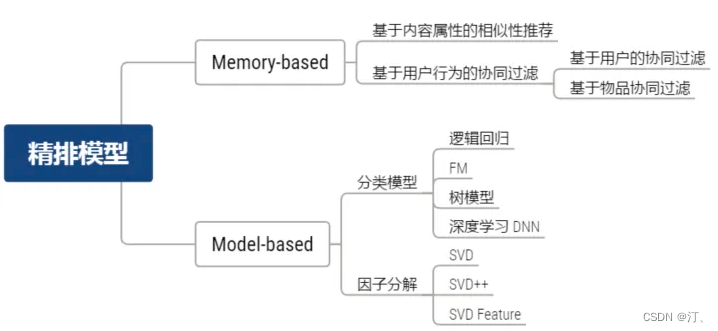 精排模型
Memory-based
基于内容属性的相似性推荐
基于用户行为的协同过滤
基于用户的协同过滤
基于物品协同过滤
Model-based
分类模型
逻辑回归
FM
树模型
深度学习 DNN
因子分解
SVD
SVD++
SVD Feature
CSDN @汀、